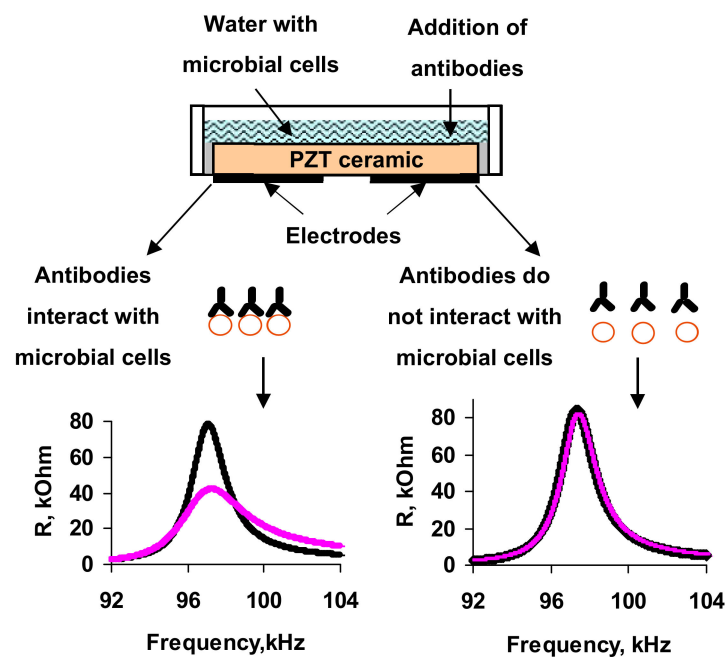 Water with
microbial cells
Addition of
antibodies
PZT ceramic
Electrodes
Antibodies
interact with
microbial cells
Antibodies do
not interact with
microbial cells
R, kOhm
80
60
40
20
0
92 96 100 104
Frequency,kHz
R, kOhm
80
60
40
20
0
92 96 100 104
Frequency, kHz